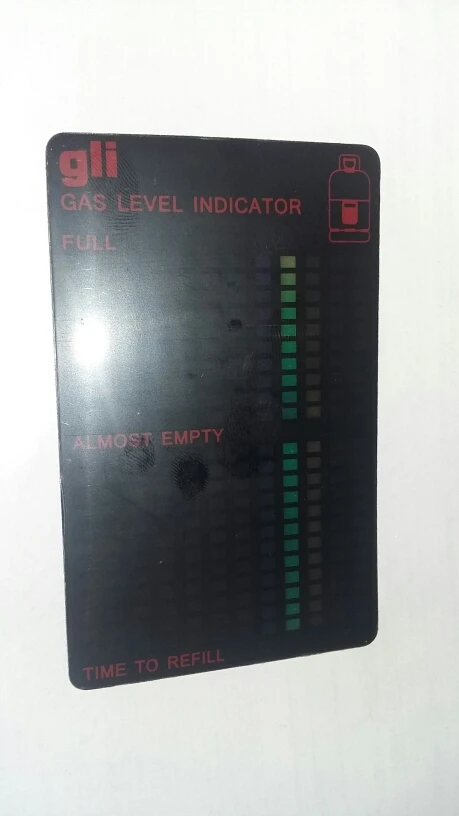 gli
GAS LEVEL INDICATOR
FULL
ALMOST EMPTY
TIME TO REFILL